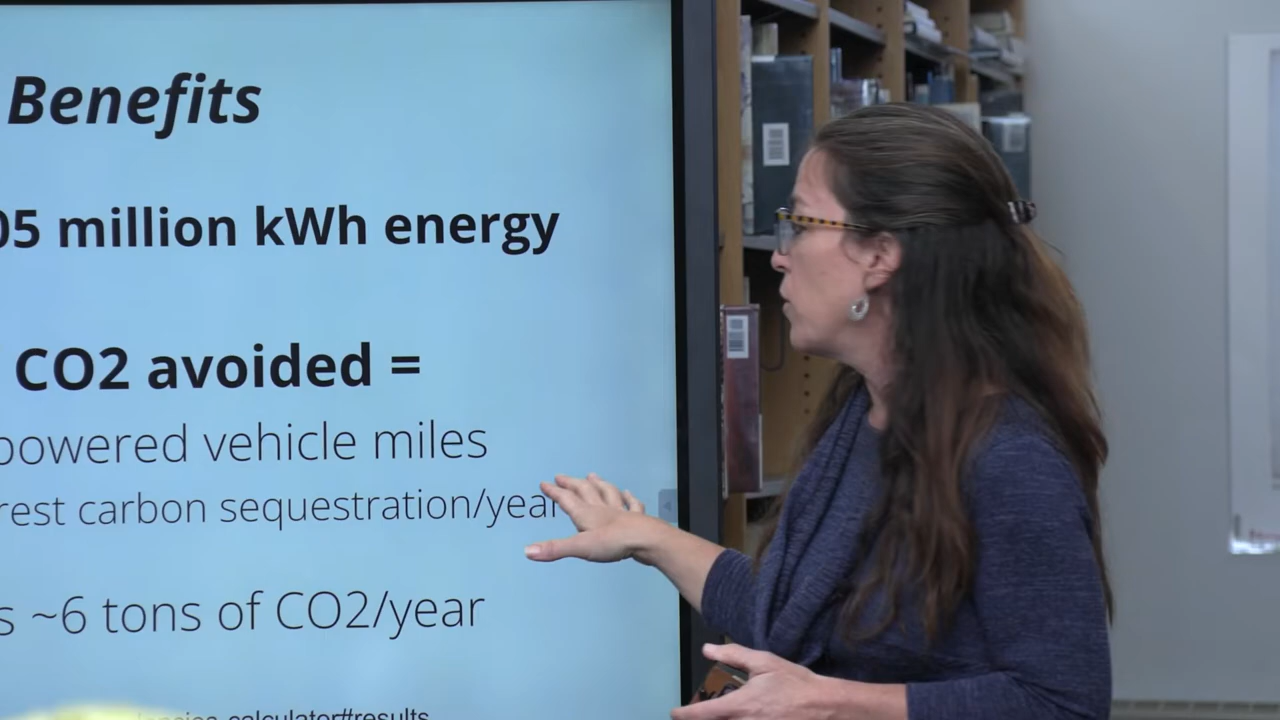 Benefits
05 million kWh energy
CO2 avoided =
powered vehicle miles
rest carbon sequestration/year
s ~6 tons of CO2/year
calculator#results